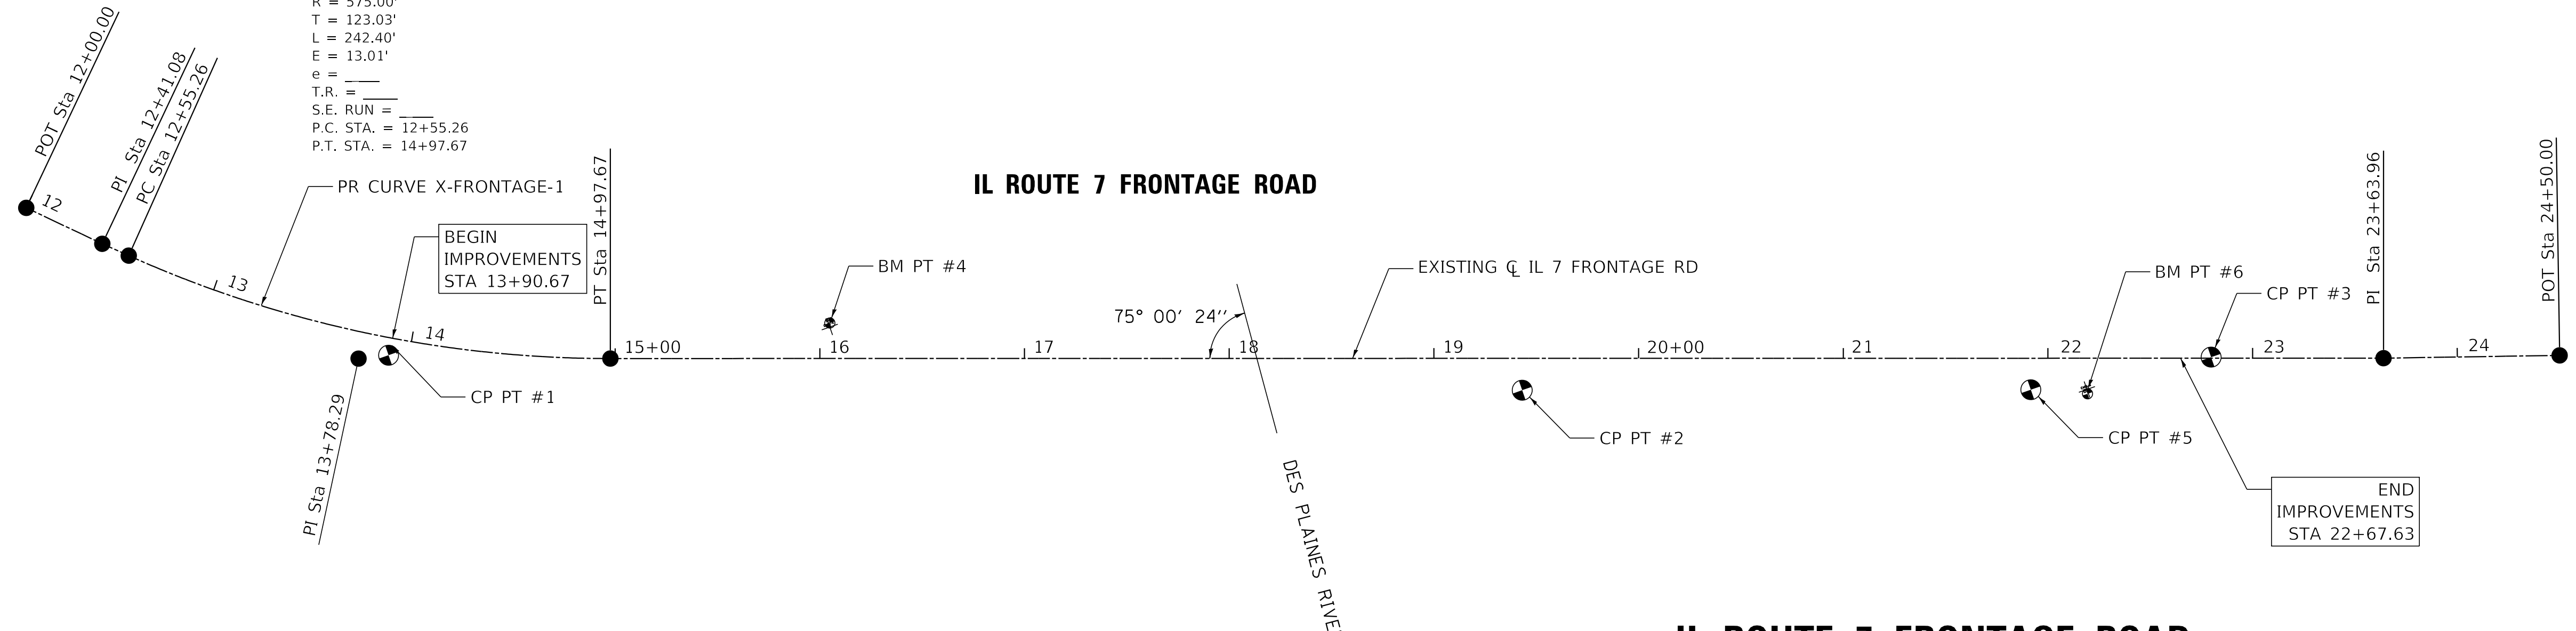 R = 575.00'
T = 123.03'
L = 242.40'
E = 13.01'
e = ____
T.R. = ____
S.E. RUN = ____
P.C. STA. = 12+55.26
P.T. STA. = 14+97.67
POT Sta 12+00.00
PI Sta 12+41.08
PC Sta 12+55.26
12
13
PR CURVE X-FRONTAGE-1
BEGIN
IMPROVEMENTS
STA 13+90.67
14
PI Sta 13+78.29
CP PT #1
PT Sta 14+97.67
15+00
IL ROUTE 7 FRONTAGE ROAD
BM PT #4
16
17
75° 00' 24''
18
DES PLAINES
EXISTING ℄ IL 7 FRONTAGE RD
19
CP PT #2
20+00
21
22
CP PT #5
BM PT #6
CP PT #3
23
END
IMPROVEMENTS
STA 22+67.63
PI Sta 23+63.96
24
POT Sta 24+50.00